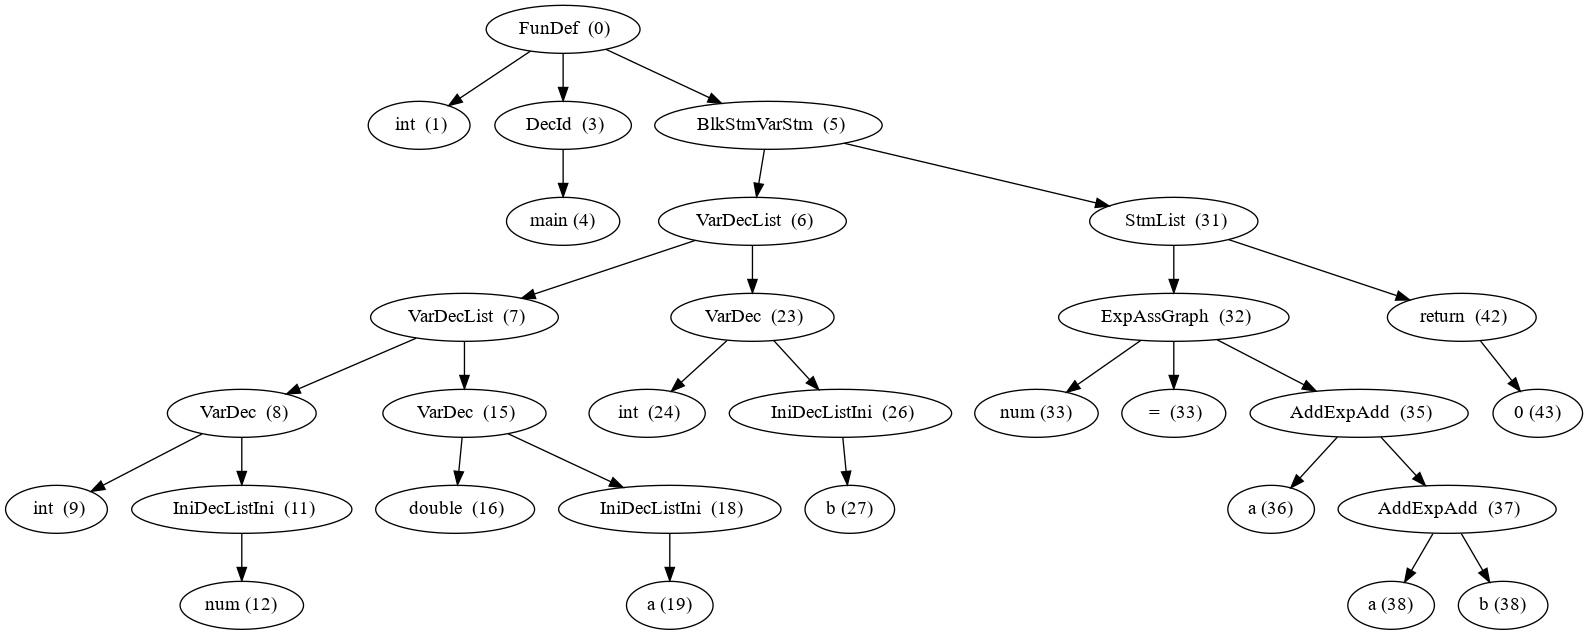 FunDef (0)
int (1)
DecId (3)
BlkStmVarStm (5)
main (4)
VarDecList (6)
StmList (31)
VarDecList (7)
VarDec (23)
ExpAssGraph (32)
return (42)
VarDec (8)
VarDec (15)
int (24)
IniDecListIni (26)
num (33)
= (33)
AddExpAdd (35)
0 (43)
int (9)
IniDecListIni (11)
double (16)
IniDecListIni (18)
b (27)
a (36)
AddExpAdd (37)
num (12)
a (19)
a (38)
b (38)